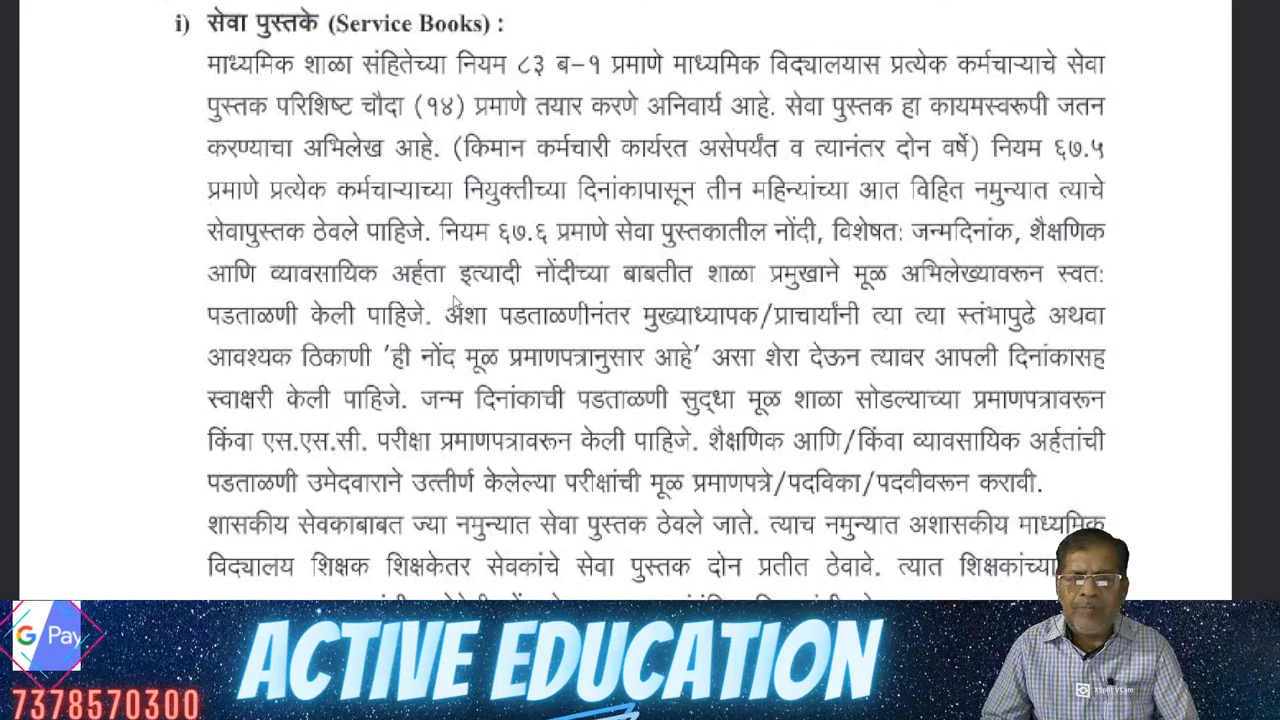 i) सेवा पुस्तके (Service Books) :
माध्यमिक शाळा संहितेच्या नियम ८३ ब-१ प्रमाणे माध्यमिक विद्यालयास प्रत्येक कर्मचाऱ्याचे सेवा
पुस्तक परिशिष्ट चौदा (१४) प्रमाणे तयार करणे अनिवार्य आहे. सेवा पुस्तक हा कायमस्वरूपी जतन
करण्याचा अभिलेख आहे. (किमान कर्मचारी कार्यरत असेपर्यंत व त्यानंतर दोन वर्षे) नियम ६७.५
प्रमाणे प्रत्येक कर्मचाऱ्याच्या नियुक्तीच्या दिनांकापासून तीन महिन्यांच्या आत विहित नमुन्यात त्याचे
सेवापुस्तक ठेवले पाहिजे. नियम ६७.६ प्रमाणे सेवा पुस्तकातील नोंदी, विशेषतः जन्मदिनांक, शैक्षणिक
आणि व्यावसायिक अर्हता इत्यादी नोंदीच्या बाबतीत शाळा प्रमुखाने मूळ अभिलेख्यावरून स्वतः
पडताळणी केली पाहिजे. अशा पडताळणीनंतर मुख्याध्यापक/प्राचार्यांनी त्या त्या स्तंभापुढे अथवा
आवश्यक ठिकाणी 'ही नोंद मूळ प्रमाणपत्रानुसार आहे' असा शेरा देऊन त्यावर आपली दिनांकासह
स्वाक्षरी केली पाहिजे. जन्म दिनांकाची पडताळणी सुद्धा मूळ शाळा सोडल्याच्या प्रमाणपत्रावरून
किंवा एस.एस.सी. परीक्षा प्रमाणपत्रावरून केली पाहिजे. शैक्षणिक आणि/किंवा व्यावसायिक अर्हतांची
पडताळणी उमेदवाराने उत्तीर्ण केलेल्या परीक्षांची मूळ प्रमाणपत्रे/पदविका/पदवीवरून करावी.
शासकीय सेवकाबाबत ज्या नमुन्यात सेवा पुस्तक ठेवले जाते. त्याच नमुन्यात अशासकीय माध्यमिक
विद्यालय शिक्षक शिक्षकेतर सेवकांचे सेवा पुस्तक दोन प्रतीत ठेवावे. त्यात शिक्षकांच्या
G Pay
ACTIVE EDUCATION
7378570300
XSplit VCam